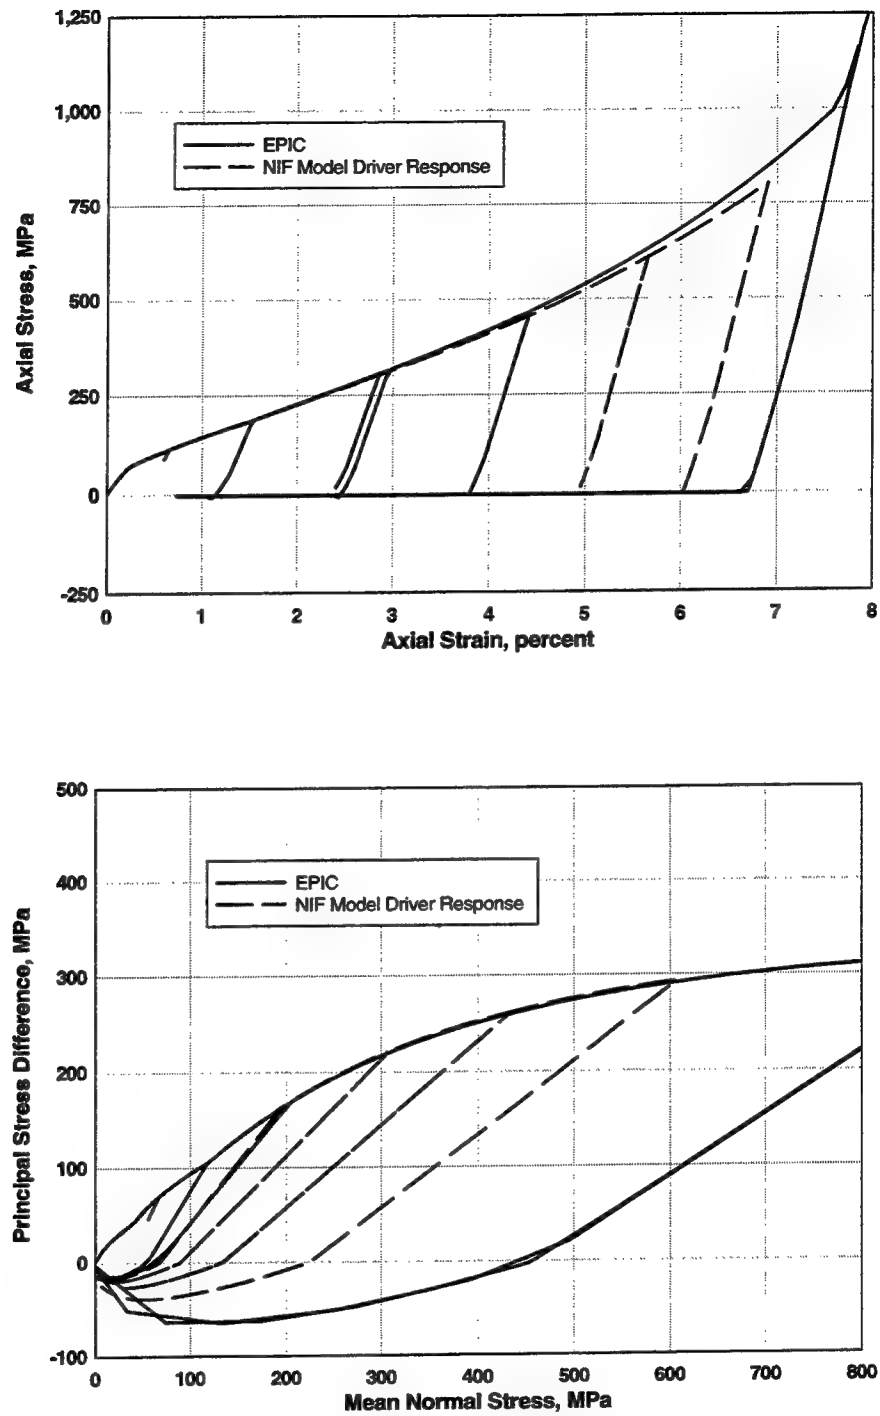 1,250
1,000
750
500
250
0
-250
Axial Stress, MPa
EPIC
NIF Model Driver Response
0 1 2 3 4 5 6 7 8
Axial Strain, percent
500
400
300
200
100
0
-100
Principal Stress Difference, MPa
EPIC
NIF Model Driver Response
0 100 200 300 400 500 600 700 800
Mean Normal Stress, MPa